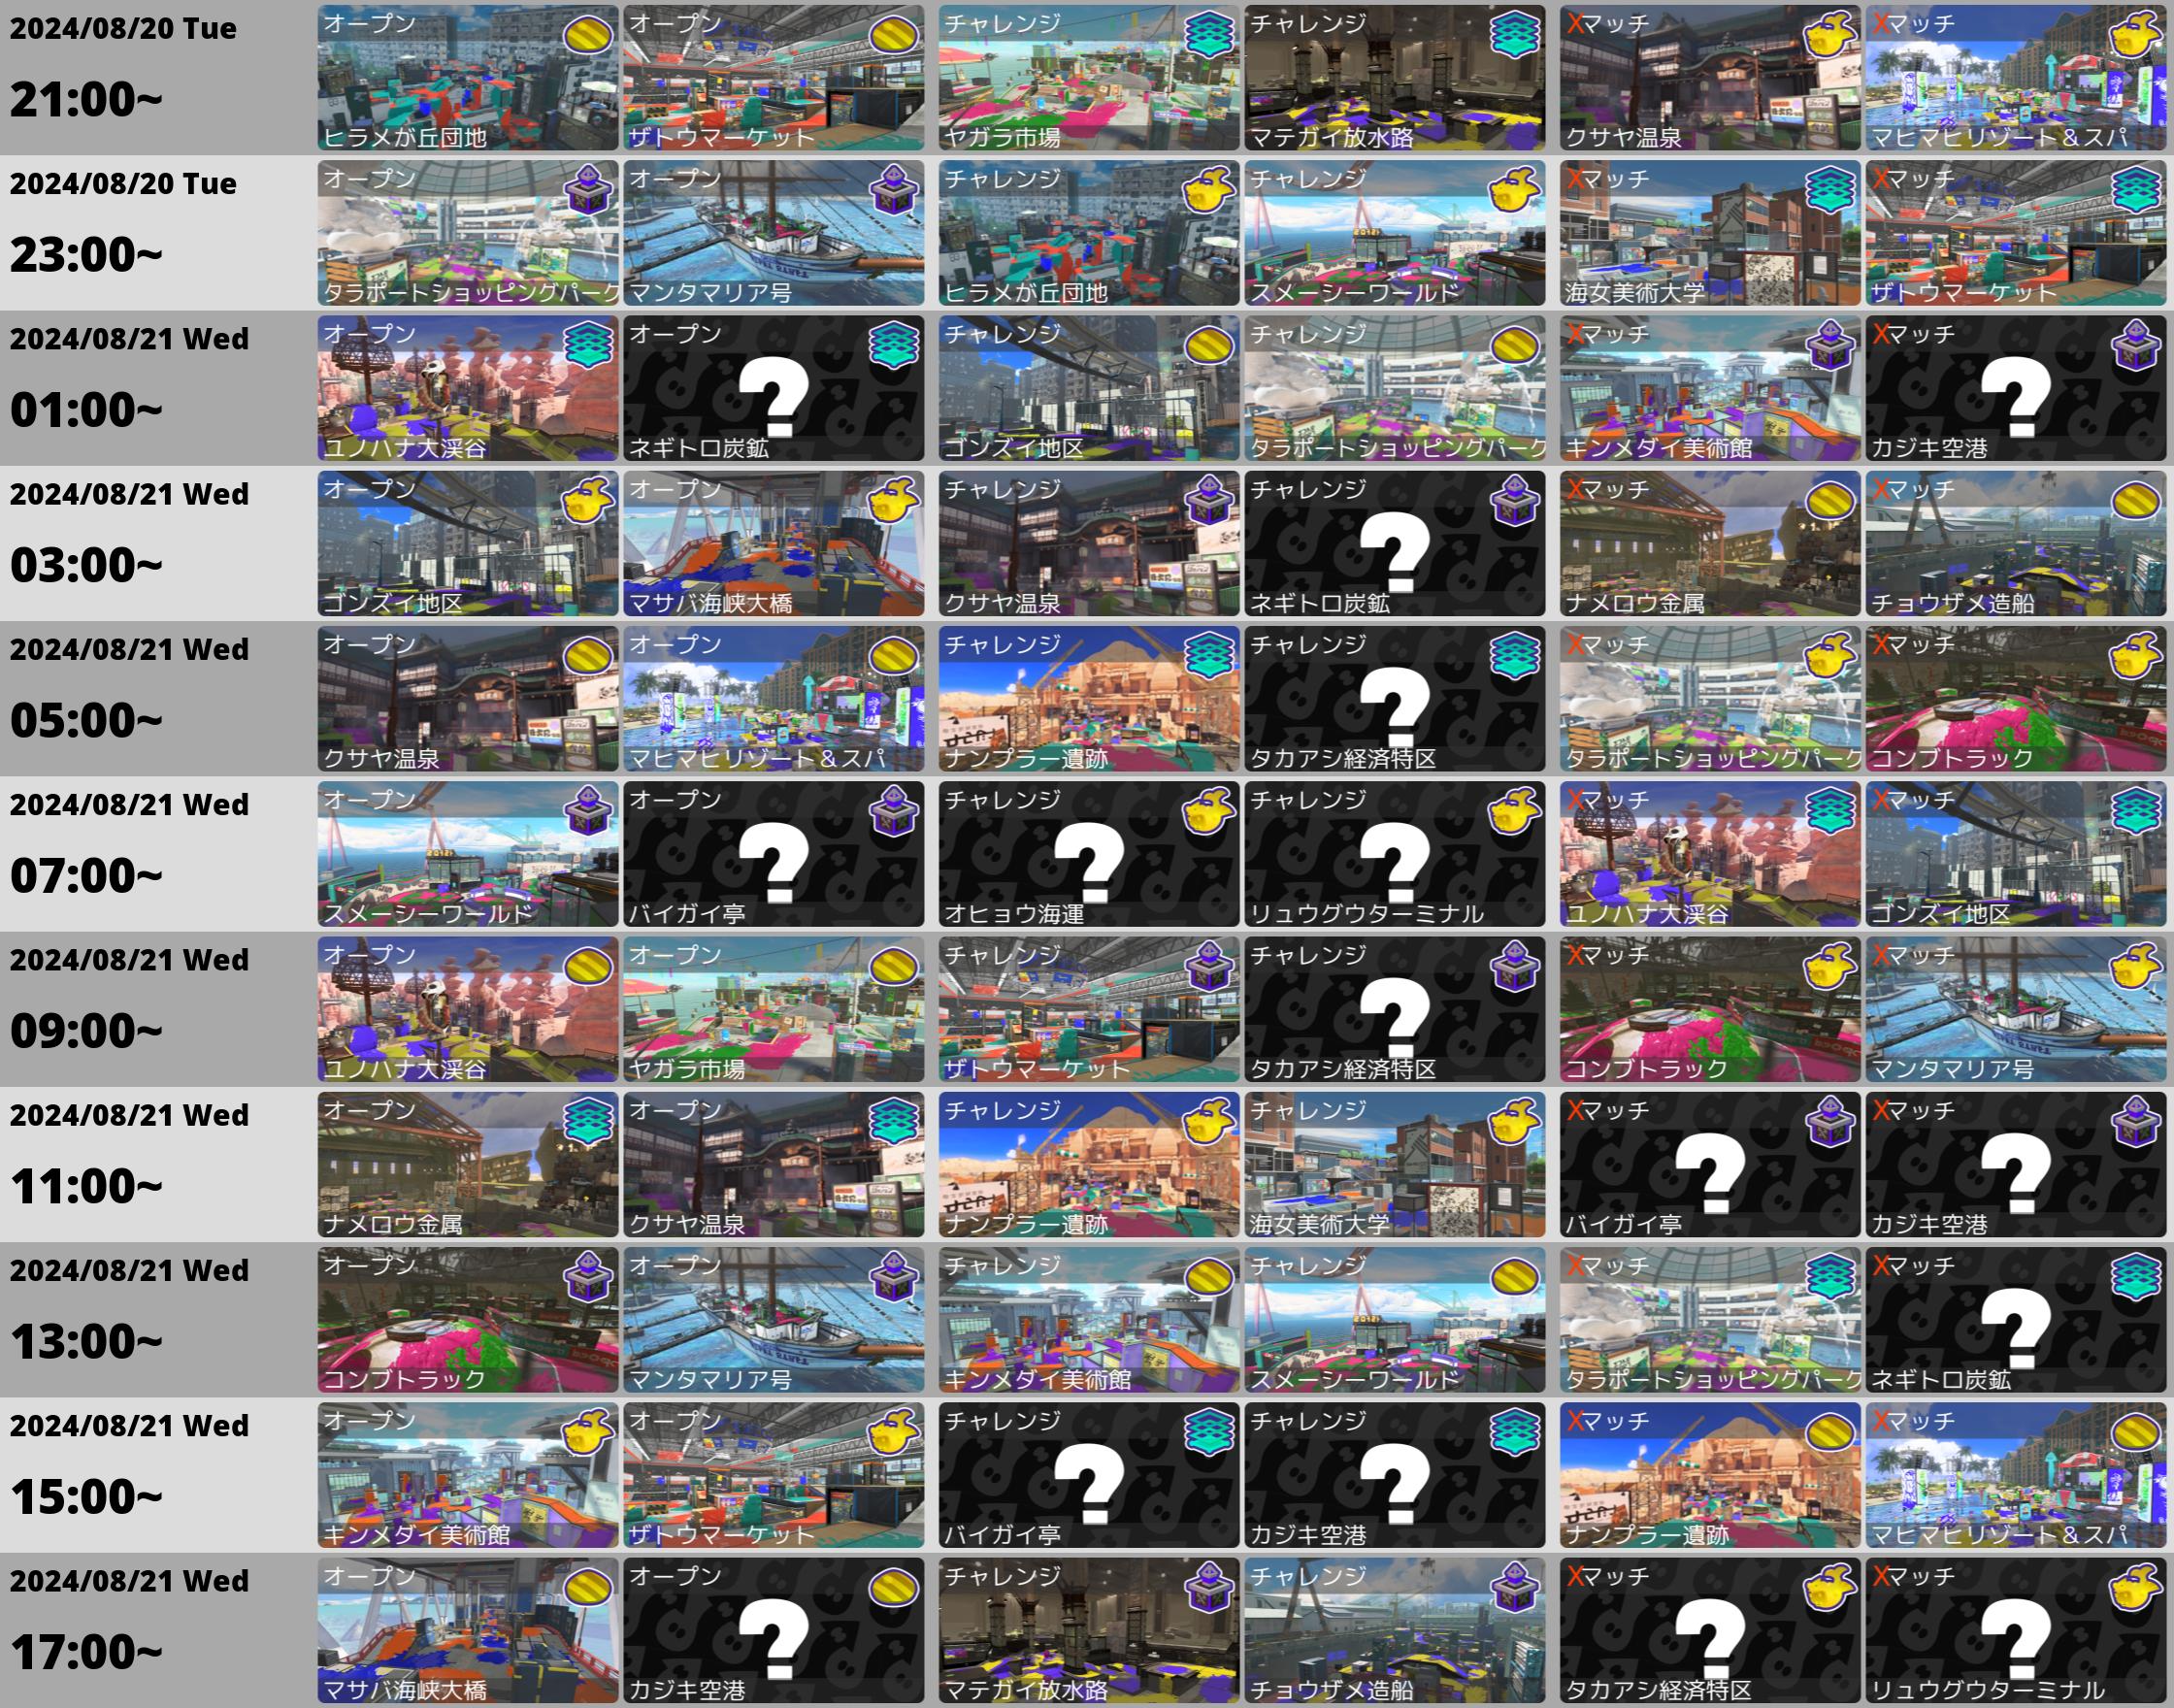 2024/08/20 Tue
21:00~
オープン オープン チャレンジ チャレンジ Xマッチ Xマッチ
ヒラメが丘団地 ザトウマーケット ヤガラ市場 マテガイ放水路 クサヤ温泉 マヒマヒリゾート&スパ
2024/08/20 Tue
23:00~
オープン オープン チャレンジ チャレンジ Xマッチ Xマッチ
タラポートショッピングパーク マンタマリア号 ヒラメが丘団地 スメーシーワールド 海女美術大学 ザトウマーケット
2024/08/21 Wed
01:00~
オープン オープン チャレンジ チャレンジ Xマッチ Xマッチ
ユノハナ大渓谷 ネギトロ炭鉱 ゴンズイ地区 タラポートショッピングパーク キンメダイ美術館 カジキ空港
2024/08/21 Wed
03:00~
オープン オープン チャレンジ チャレンジ Xマッチ Xマッチ
ゴンズイ地区 マサバ海峡大橋 クサヤ温泉 ネギトロ炭鉱 ナメロウ金属 チョウザメ造船
2024/08/21 Wed
05:00~
オープン オープン チャレンジ チャレンジ Xマッチ Xマッチ
クサヤ温泉 マヒマヒリゾート&スパ ナンプラー遺跡 タカアシ経済特区 タラポートショッピングパーク コンブトラック
2024/08/21 Wed
07:00~
オープン オープン チャレンジ チャレンジ Xマッチ Xマッチ
スメーシーワールド バイガイ亭 オヒョウ海運 リュウグウターミナル ユノハナ大渓谷 ゴンズイ地区
2024/08/21 Wed
09:00~
オープン オープン チャレンジ チャレンジ Xマッチ Xマッチ
ユノハナ大渓谷 ヤガラ市場 ザトウマーケット タカアシ経済特区 コンブトラック マンタマリア号
2024/08/21 Wed
11:00~
オープン オープン チャレンジ チャレンジ Xマッチ Xマッチ
ナメロウ金属 クサヤ温泉 ナンプラー遺跡 海女美術大学 バイガイ亭 カジキ空港
2024/08/21 Wed
13:00~
オープン オープン チャレンジ チャレンジ Xマッチ Xマッチ
コンブトラック マンタマリア号 キンメダイ美術館 スメーシーワールド タラポートショッピングパーク ネギトロ炭鉱
2024/08/21 Wed
15:00~
オープン オープン チャレンジ チャレンジ Xマッチ Xマッチ
キンメダイ美術館 ザトウマーケット バイガイ亭 カジキ空港 ナンプラー遺跡 マヒマヒリゾート&スパ
2024/08/21 Wed
17:00~
オープン オープン チャレンジ チャレンジ Xマッチ Xマッチ
マサバ海峡大橋 カジキ空港 マテガイ放水路 チョウザメ造船 タカアシ経済特区 リュウグウターミナル